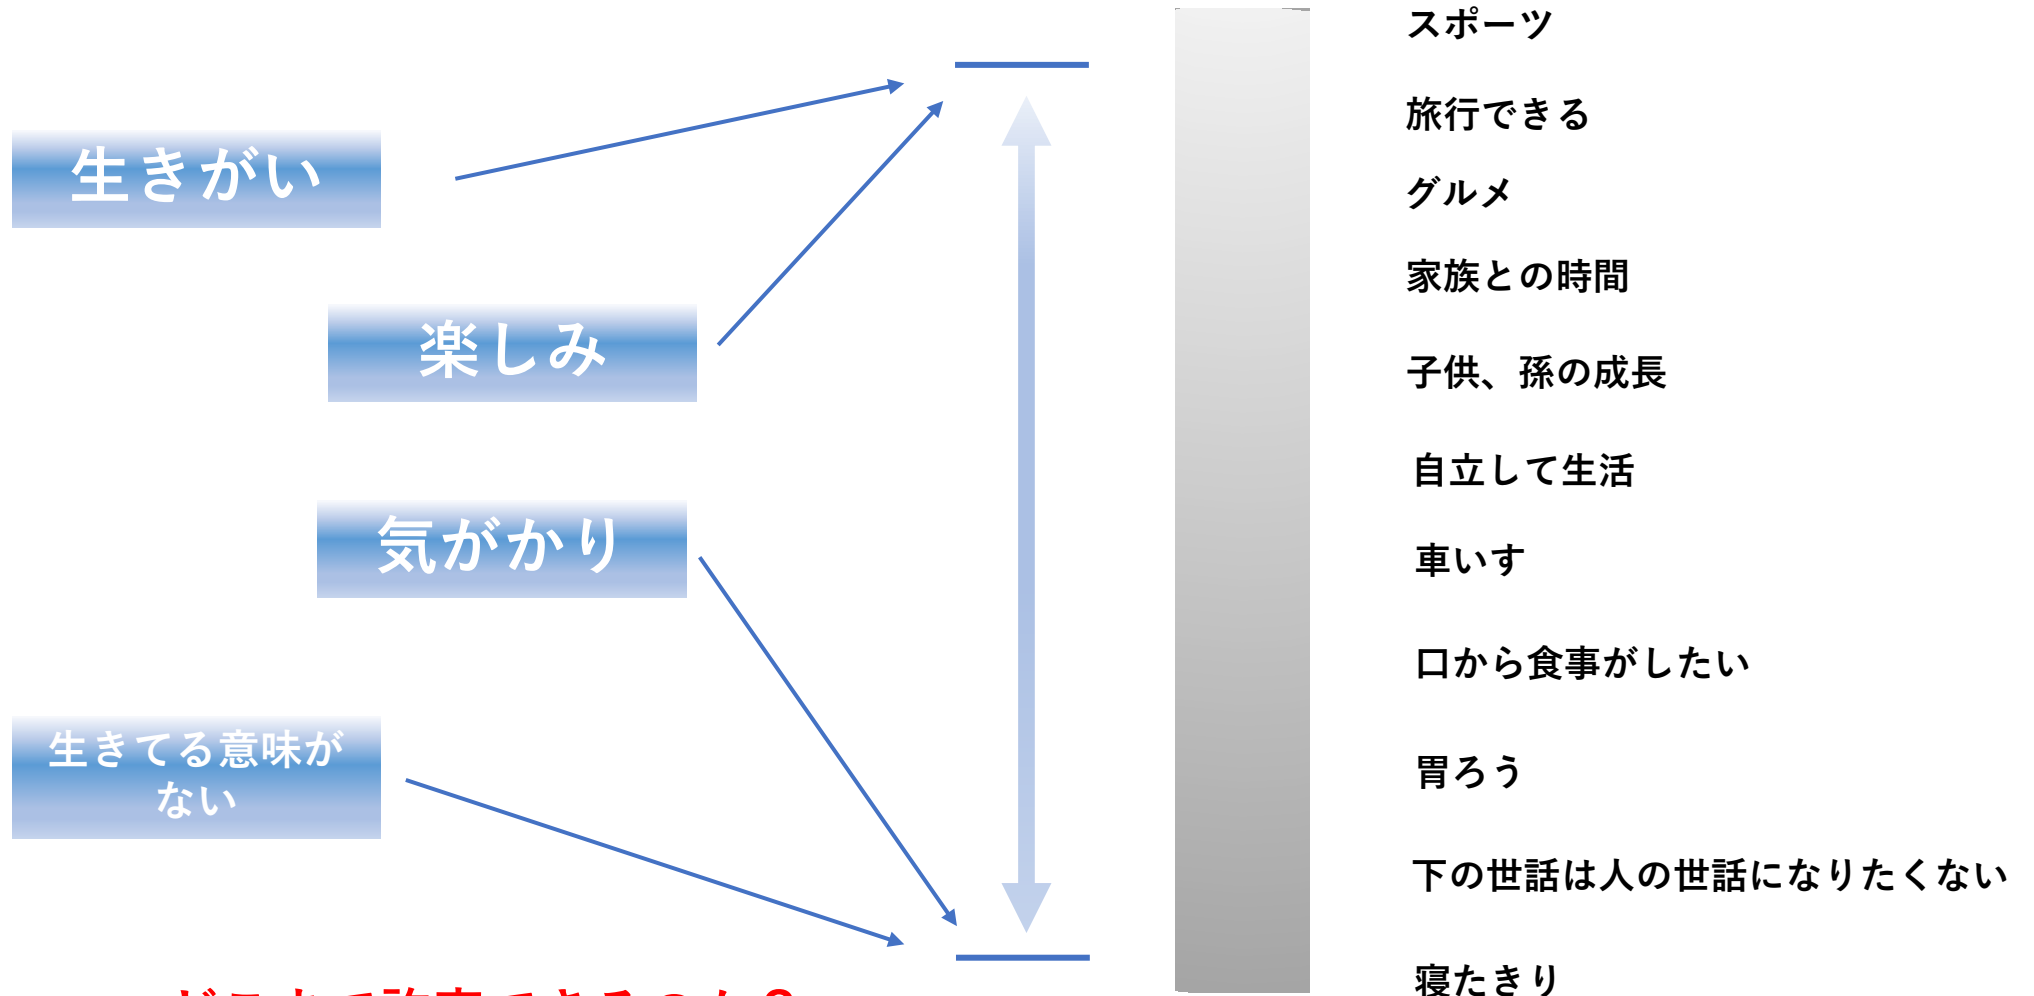 生きがい
楽しみ
気がかり
生きてる意味が
ない
スポーツ
旅行できる
グルメ
家族との時間
子供、孫の成長
自立して生活
車いす
口から食事がしたい
胃ろう
下の世話は人の世話になりたくない
寝たきり